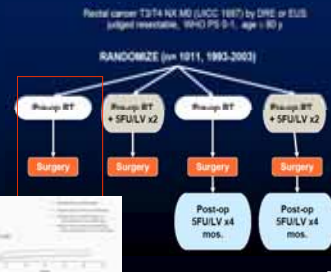 Rectal cancer T3/T4 NX M0 (UICC 1987) by DRE or EUS
judged resectable, WHO PS 0-1, age ≤ 80 y
RANDOMIZE (n= 1011, 1993-2003)
Pre-op RT
Pre-op RT
+ 5FU/LV x2
Pre-op RT
Pre-op RT
+ 5FU/LV x2
Surgery
Surgery
Surgery
Surgery
Post-op
5FU/LV x4
mos.
Post-op
5FU/LV x4
mos.